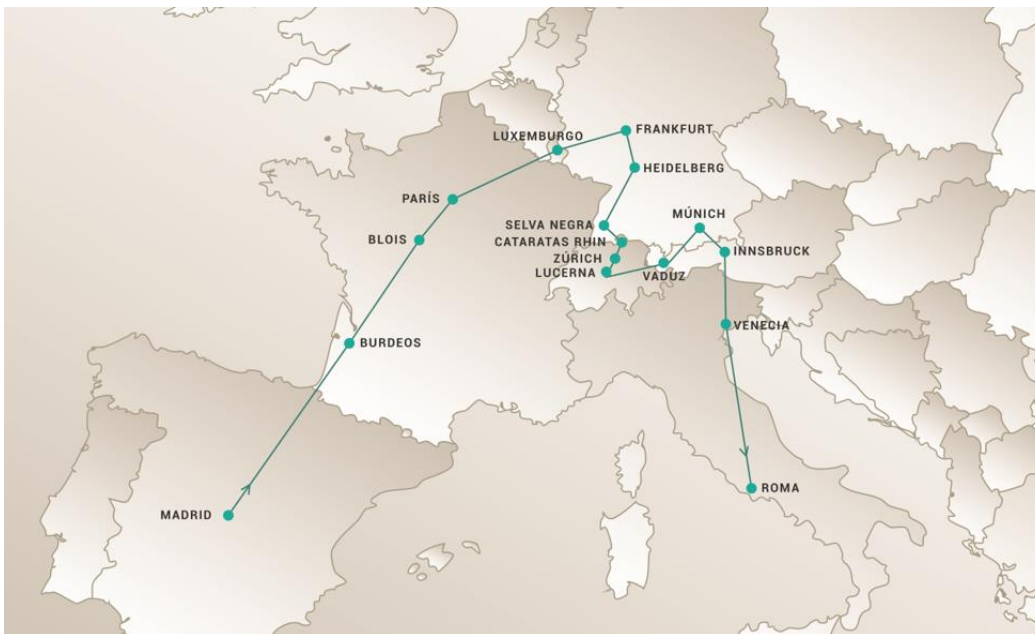 FRANKFURT
LUXEMBURGO
HEIDELBERG
PARÍS
MÚNICH
SELVA NEGRA
BLOIS
CATARATAS RHIN
INNSBRUCK
ZÚRICH
LUCERNA
VADUZ
VENECIA
BURDEOS
ROMA
MADRID